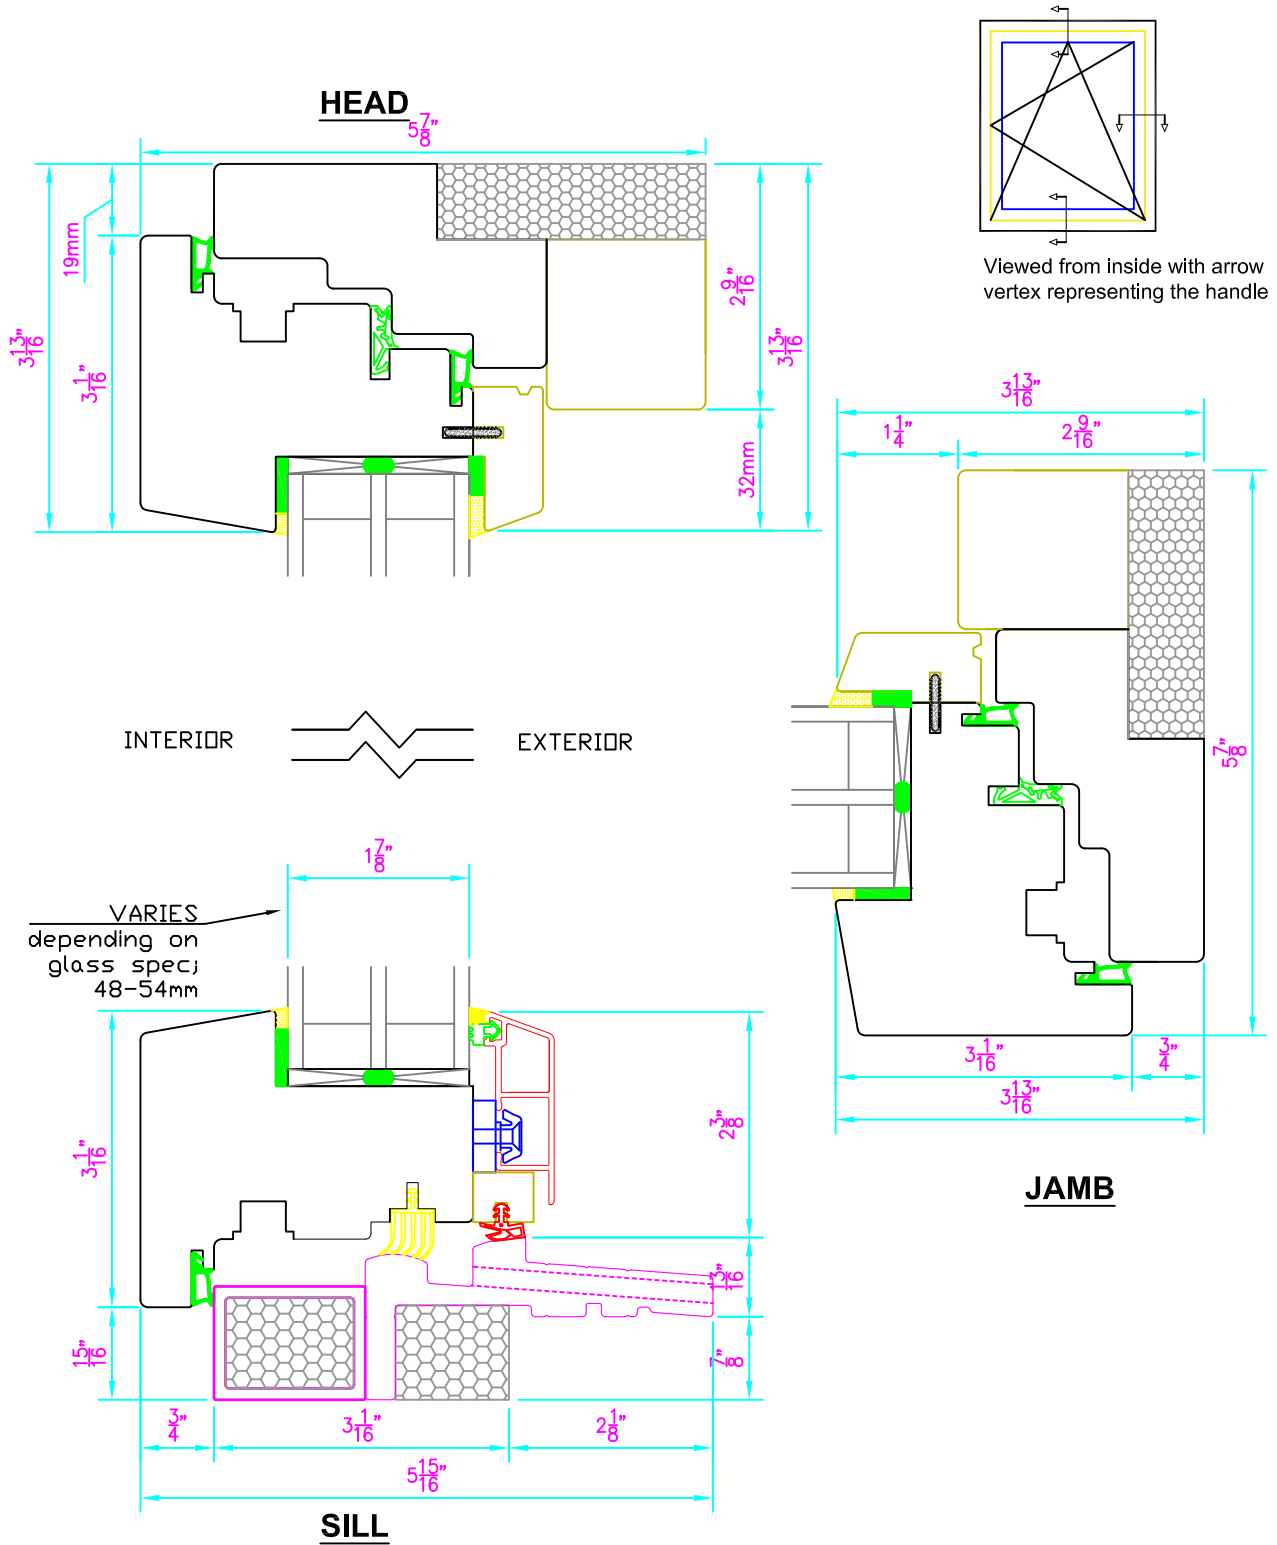 HEAD
5 7/8"
Viewed from inside with arrow
vertex representing the handle
19mm
3 13/16"
3 1/16"
2 9/16"
3 13/16"
32mm
3 13/16"
1 1/4"
2 9/16"
5 7/8"
INTERIOR
EXTERIOR
1 7/8"
VARIES
depending on
glass spec;
48-54mm
3 1/16"
3/4"
3 13/16"
JAMB
3 1/16"
2 3/8"
13/16"
15/16"
7/8"
3/4"
3 1/16"
2 1/8"
5 15/16"
SILL